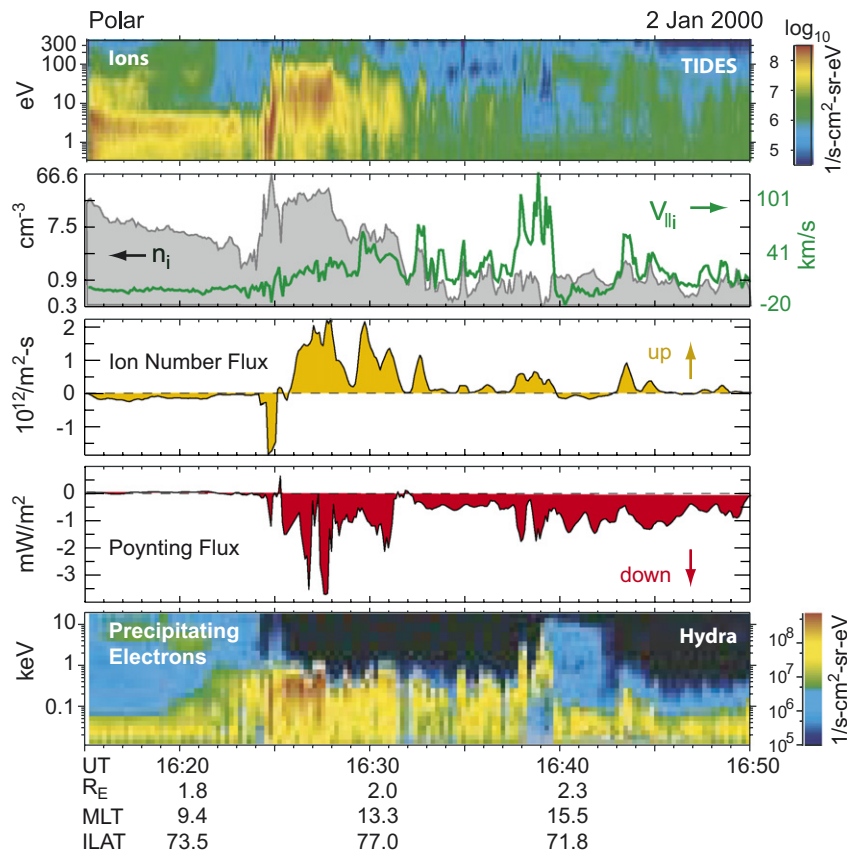 Polar 2 Jan 2000
Ions TIDES
eV
300
100
10
1
log10
8
7
6
5
1/s-cm²-sr-eV
66.6
7.5
0.9
0.3
cm⁻³
← nᵢ
V||i →
101
41
-20
km/s
2
1
0
-1
10¹²/m²-s
Ion Number Flux up ↑
0
-1
-2
-3
mW/m²
Poynting Flux down ↓
10
1
0.1
keV
Precipitating Hydra
Electrons
10⁸
10⁷
10⁶
10⁵
1/s-cm²-sr-eV
UT 16:20 16:30 16:40 16:50
RE 1.8 2.0 2.3
MLT 9.4 13.3 15.5
ILAT 73.5 77.0 71.8